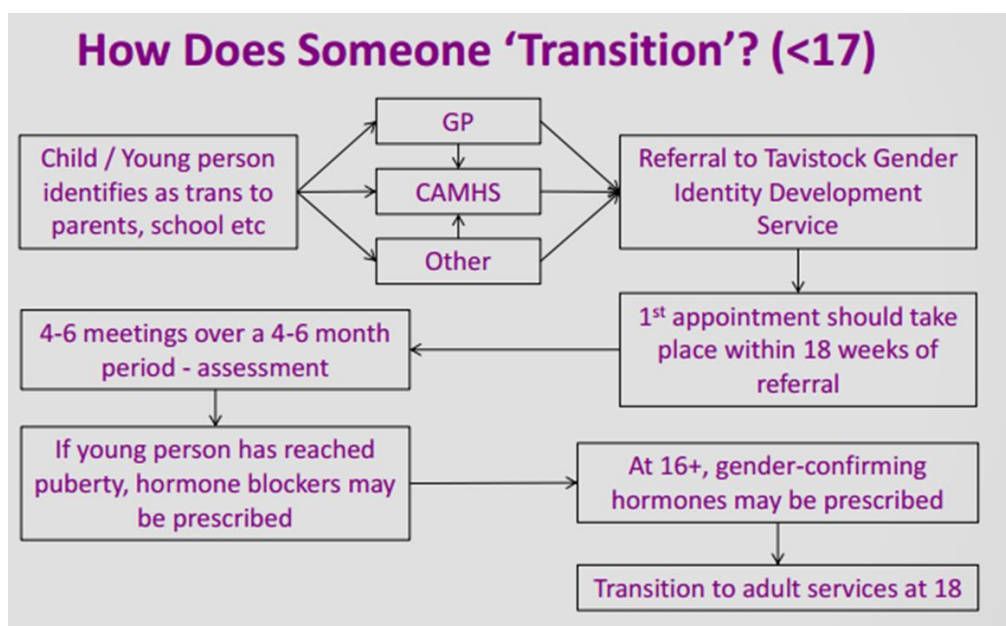 How Does Someone ‘Transition’? (<17)
Child / Young person
identifies as trans to
parents, school etc
GP
CAMHS
Other
Referral to Tavistock Gender
Identity Development
Service
1st appointment should take
place within 18 weeks of
referral
4-6 meetings over a 4-6 month
period - assessment
If young person has reached
puberty, hormone blockers may
be prescribed
At 16+, gender-confirming
hormones may be prescribed
Transition to adult services at 18